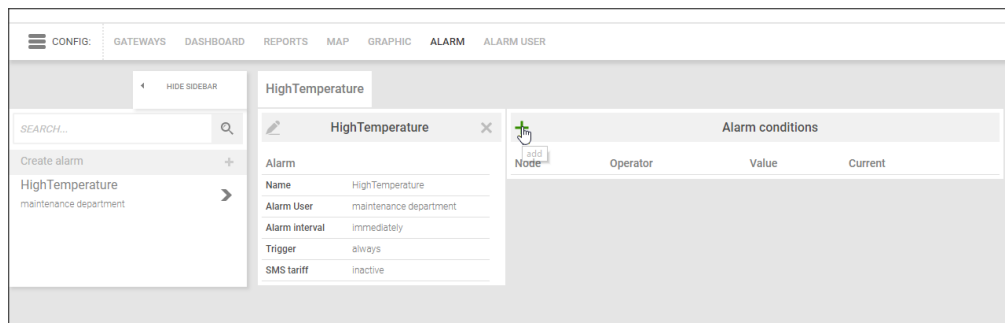 CONFIG: GATEWAYS DASHBOARD REPORTS MAP GRAPHIC ALARM ALARM USER
HIDE SIDEBAR
SEARCH...
Create alarm
HighTemperature
maintenance department
HighTemperature
HighTemperature
Alarm
Name HighTemperature
Alarm User maintenance department
Alarm interval immediately
Trigger always
SMS tariff inactive
Alarm conditions
add
Node Operator Value Current